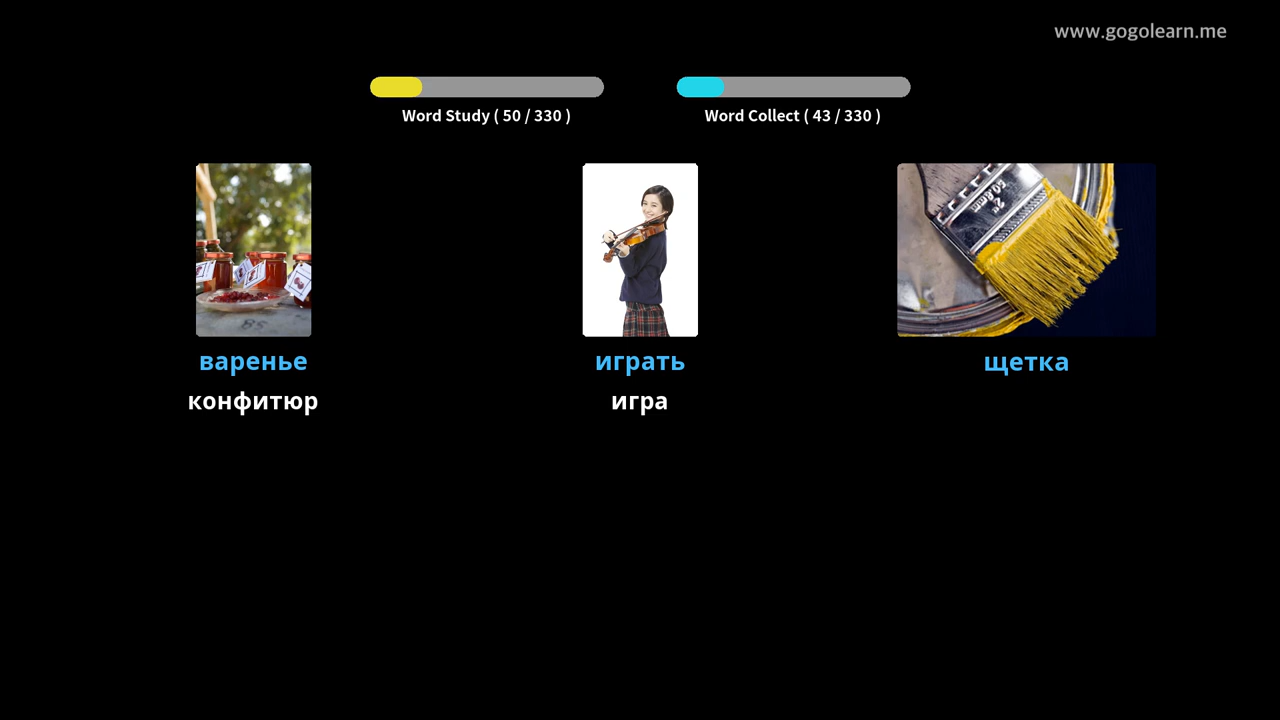 www.gogolearn.me
Word Study ( 50 / 330 )
Word Collect ( 43 / 330 )
варенье
играть
щетка
конфитюр
игра